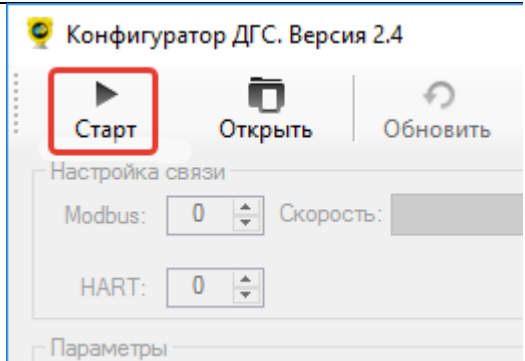 Конфигуратор ДГС. Версия 2.4
Старт Открыть Обновить
Настройка связи
Modbus: 0 Скорость:
HART: 0
Параметры